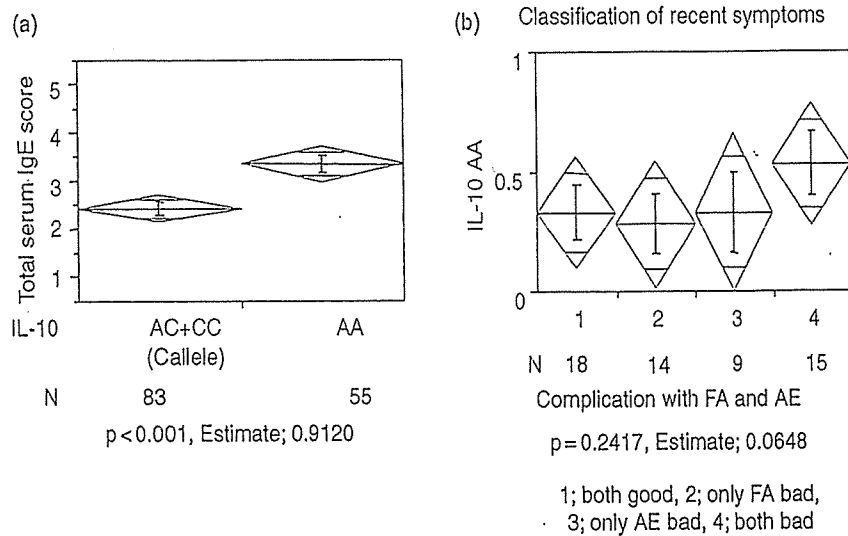 (a)
Total serum IgE score
5
4
3
2
1
IL-10 AC+CC AA
(Callele)
N 83 55
p<0.001, Estimate; 0.9120
(b) Classification of recent symptoms
IL-10 AA
1
0.5
0
1 2 3 4
N 18 14 9 15
Complication with FA and AE
p=0.2417, Estimate; 0.0648
1; both good, 2; only FA bad,
3; only AE bad, 4; both bad